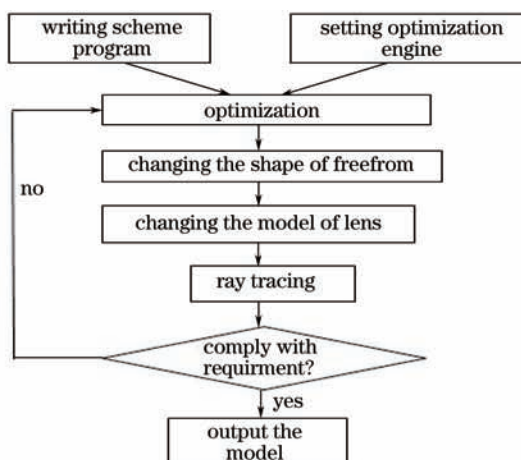 writing scheme
program
setting optimization
engine
optimization
changing the shape of freefrom
no
changing the model of lens
ray tracing
comply with
requirment?
yes
output the
model